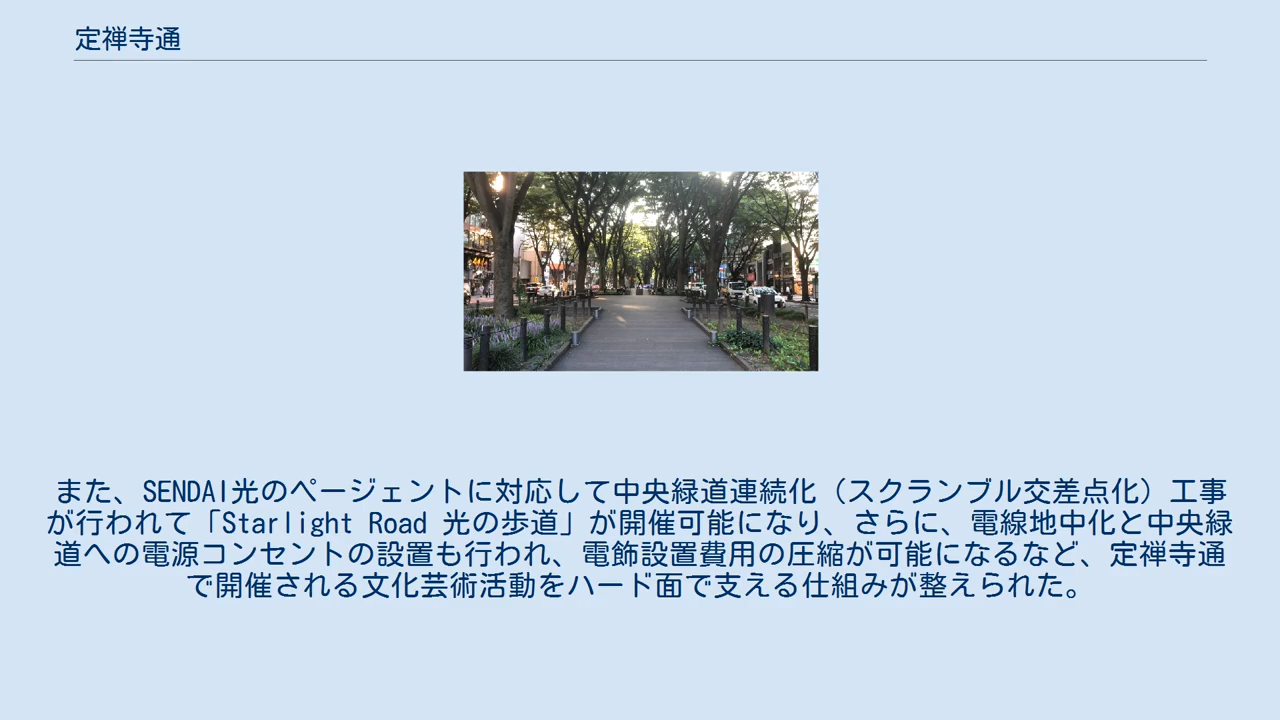 定禅寺通
また、SENDAI光のページェントに対応して中央緑道連続化（スクランブル交差点化）工事
が行われて「Starlight Road 光の歩道」が開催可能になり、さらに、電線地中化と中央緑
道への電源コンセントの設置も行われ、電飾設置費用の圧縮が可能になるなど、定禅寺通
で開催される文化芸術活動をハード面で支える仕組みが整えられた。